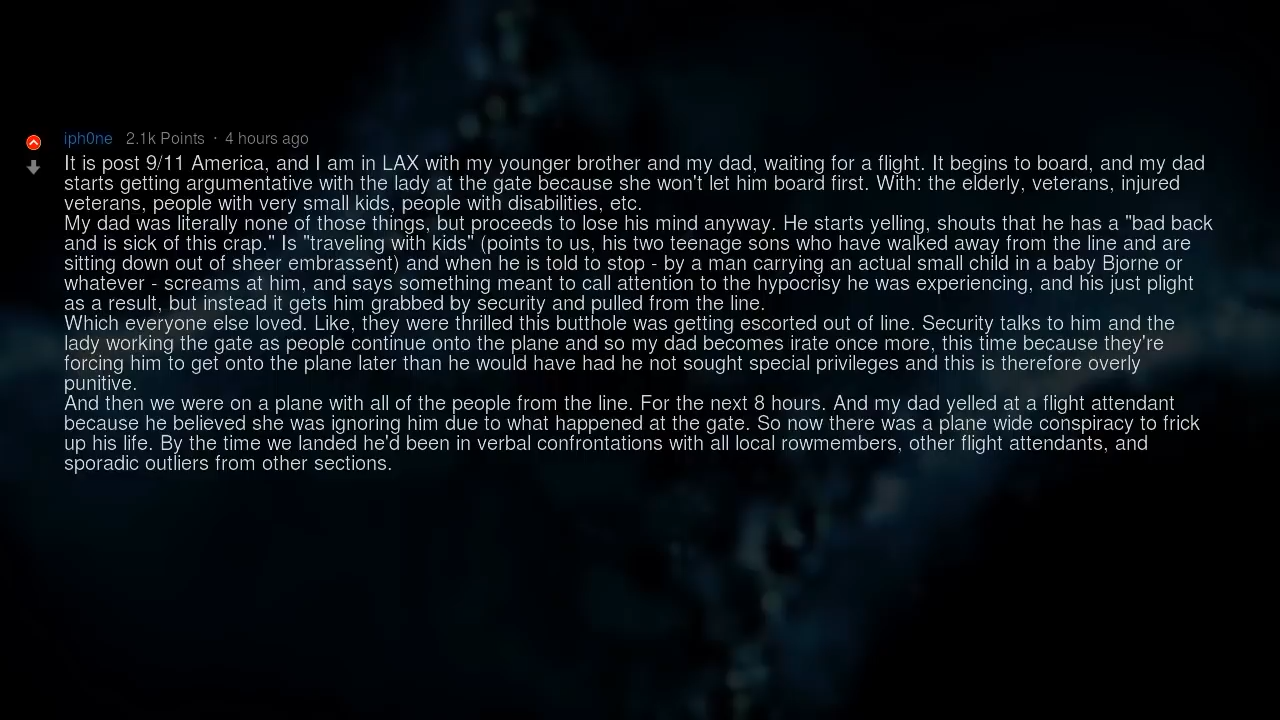 iph0ne 2.1k Points · 4 hours ago
It is post 9/11 America, and I am in LAX with my younger brother and my dad, waiting for a flight. It begins to board, and my dad
starts getting argumentative with the lady at the gate because she won't let him board first. With: the elderly, veterans, injured
veterans, people with very small kids, people with disabilities, etc.
My dad was literally none of those things, but proceeds to lose his mind anyway. He starts yelling, shouts that he has a "bad back
and is sick of this crap." Is "traveling with kids" (points to us, his two teenage sons who have walked away from the line and are
sitting down out of sheer embrassent) and when he is told to stop - by a man carrying an actual small child in a baby Bjorne or
whatever - screams at him, and says something meant to call attention to the hypocrisy he was experiencing, and his just plight
as a result, but instead it gets him grabbed by security and pulled from the line.
Which everyone else loved. Like, they were thrilled this butthole was getting escorted out of line. Security talks to him and the
lady working the gate as people continue onto the plane and so my dad becomes irate once more, this time because they're
forcing him to get onto the plane later than he would have had he not sought special privileges and this is therefore overly
punitive.
And then we were on a plane with all of the people from the line. For the next 8 hours. And my dad yelled at a flight attendant
because he believed she was ignoring him due to what happened at the gate. So now there was a plane wide conspiracy to frick
up his life. By the time we landed he'd been in verbal confrontations with all local rowmembers, other flight attendants, and
sporadic outliers from other sections.